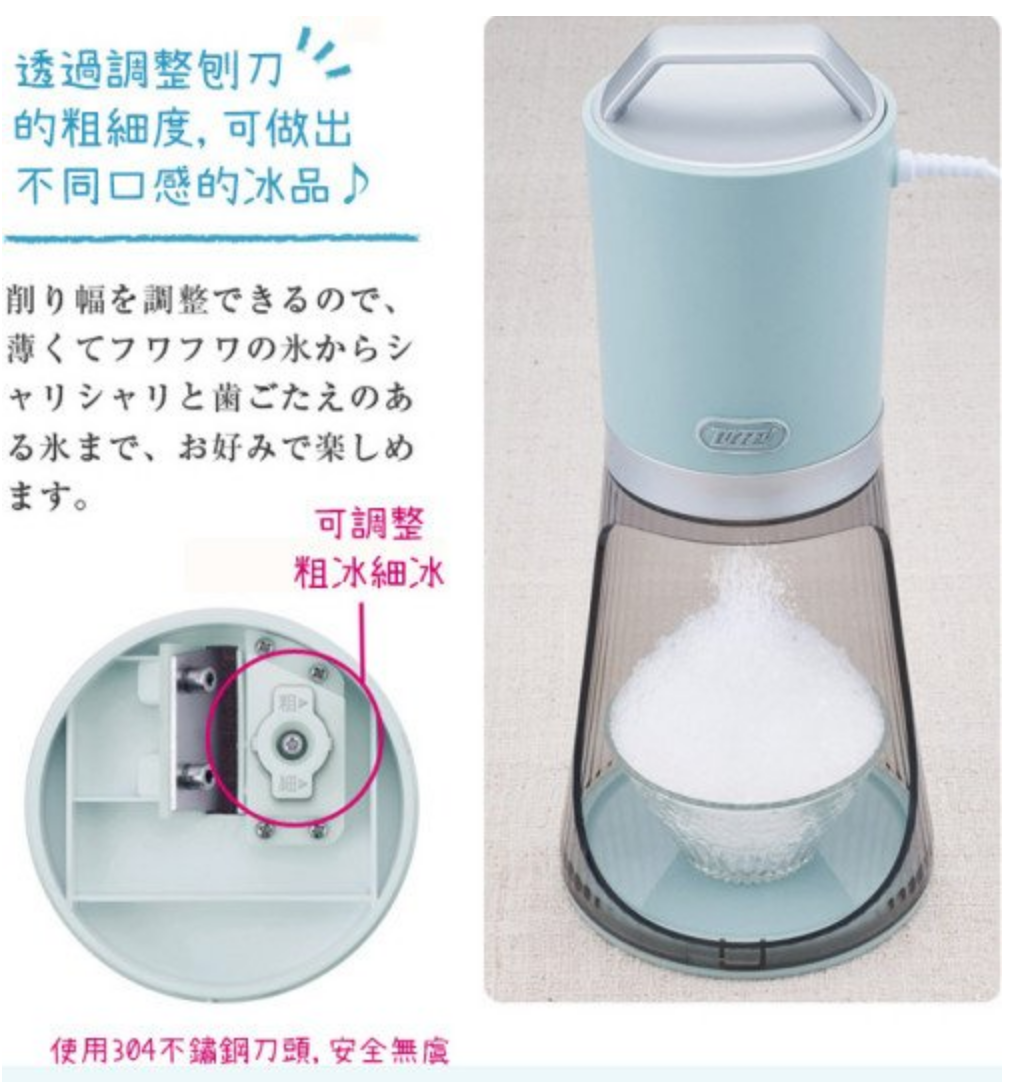 透過調整刨刀
的粗細度,可做出
不同口感的冰品♪
削り幅を調整できるので、
薄くてフワフワの氷からシ
ャリシャリと歯ごたえのあ
る氷まで、お好みで楽しめ
ます。
可調整
粗冰細冰
粗
細
使用304不鏽鋼刀頭,安全無慮